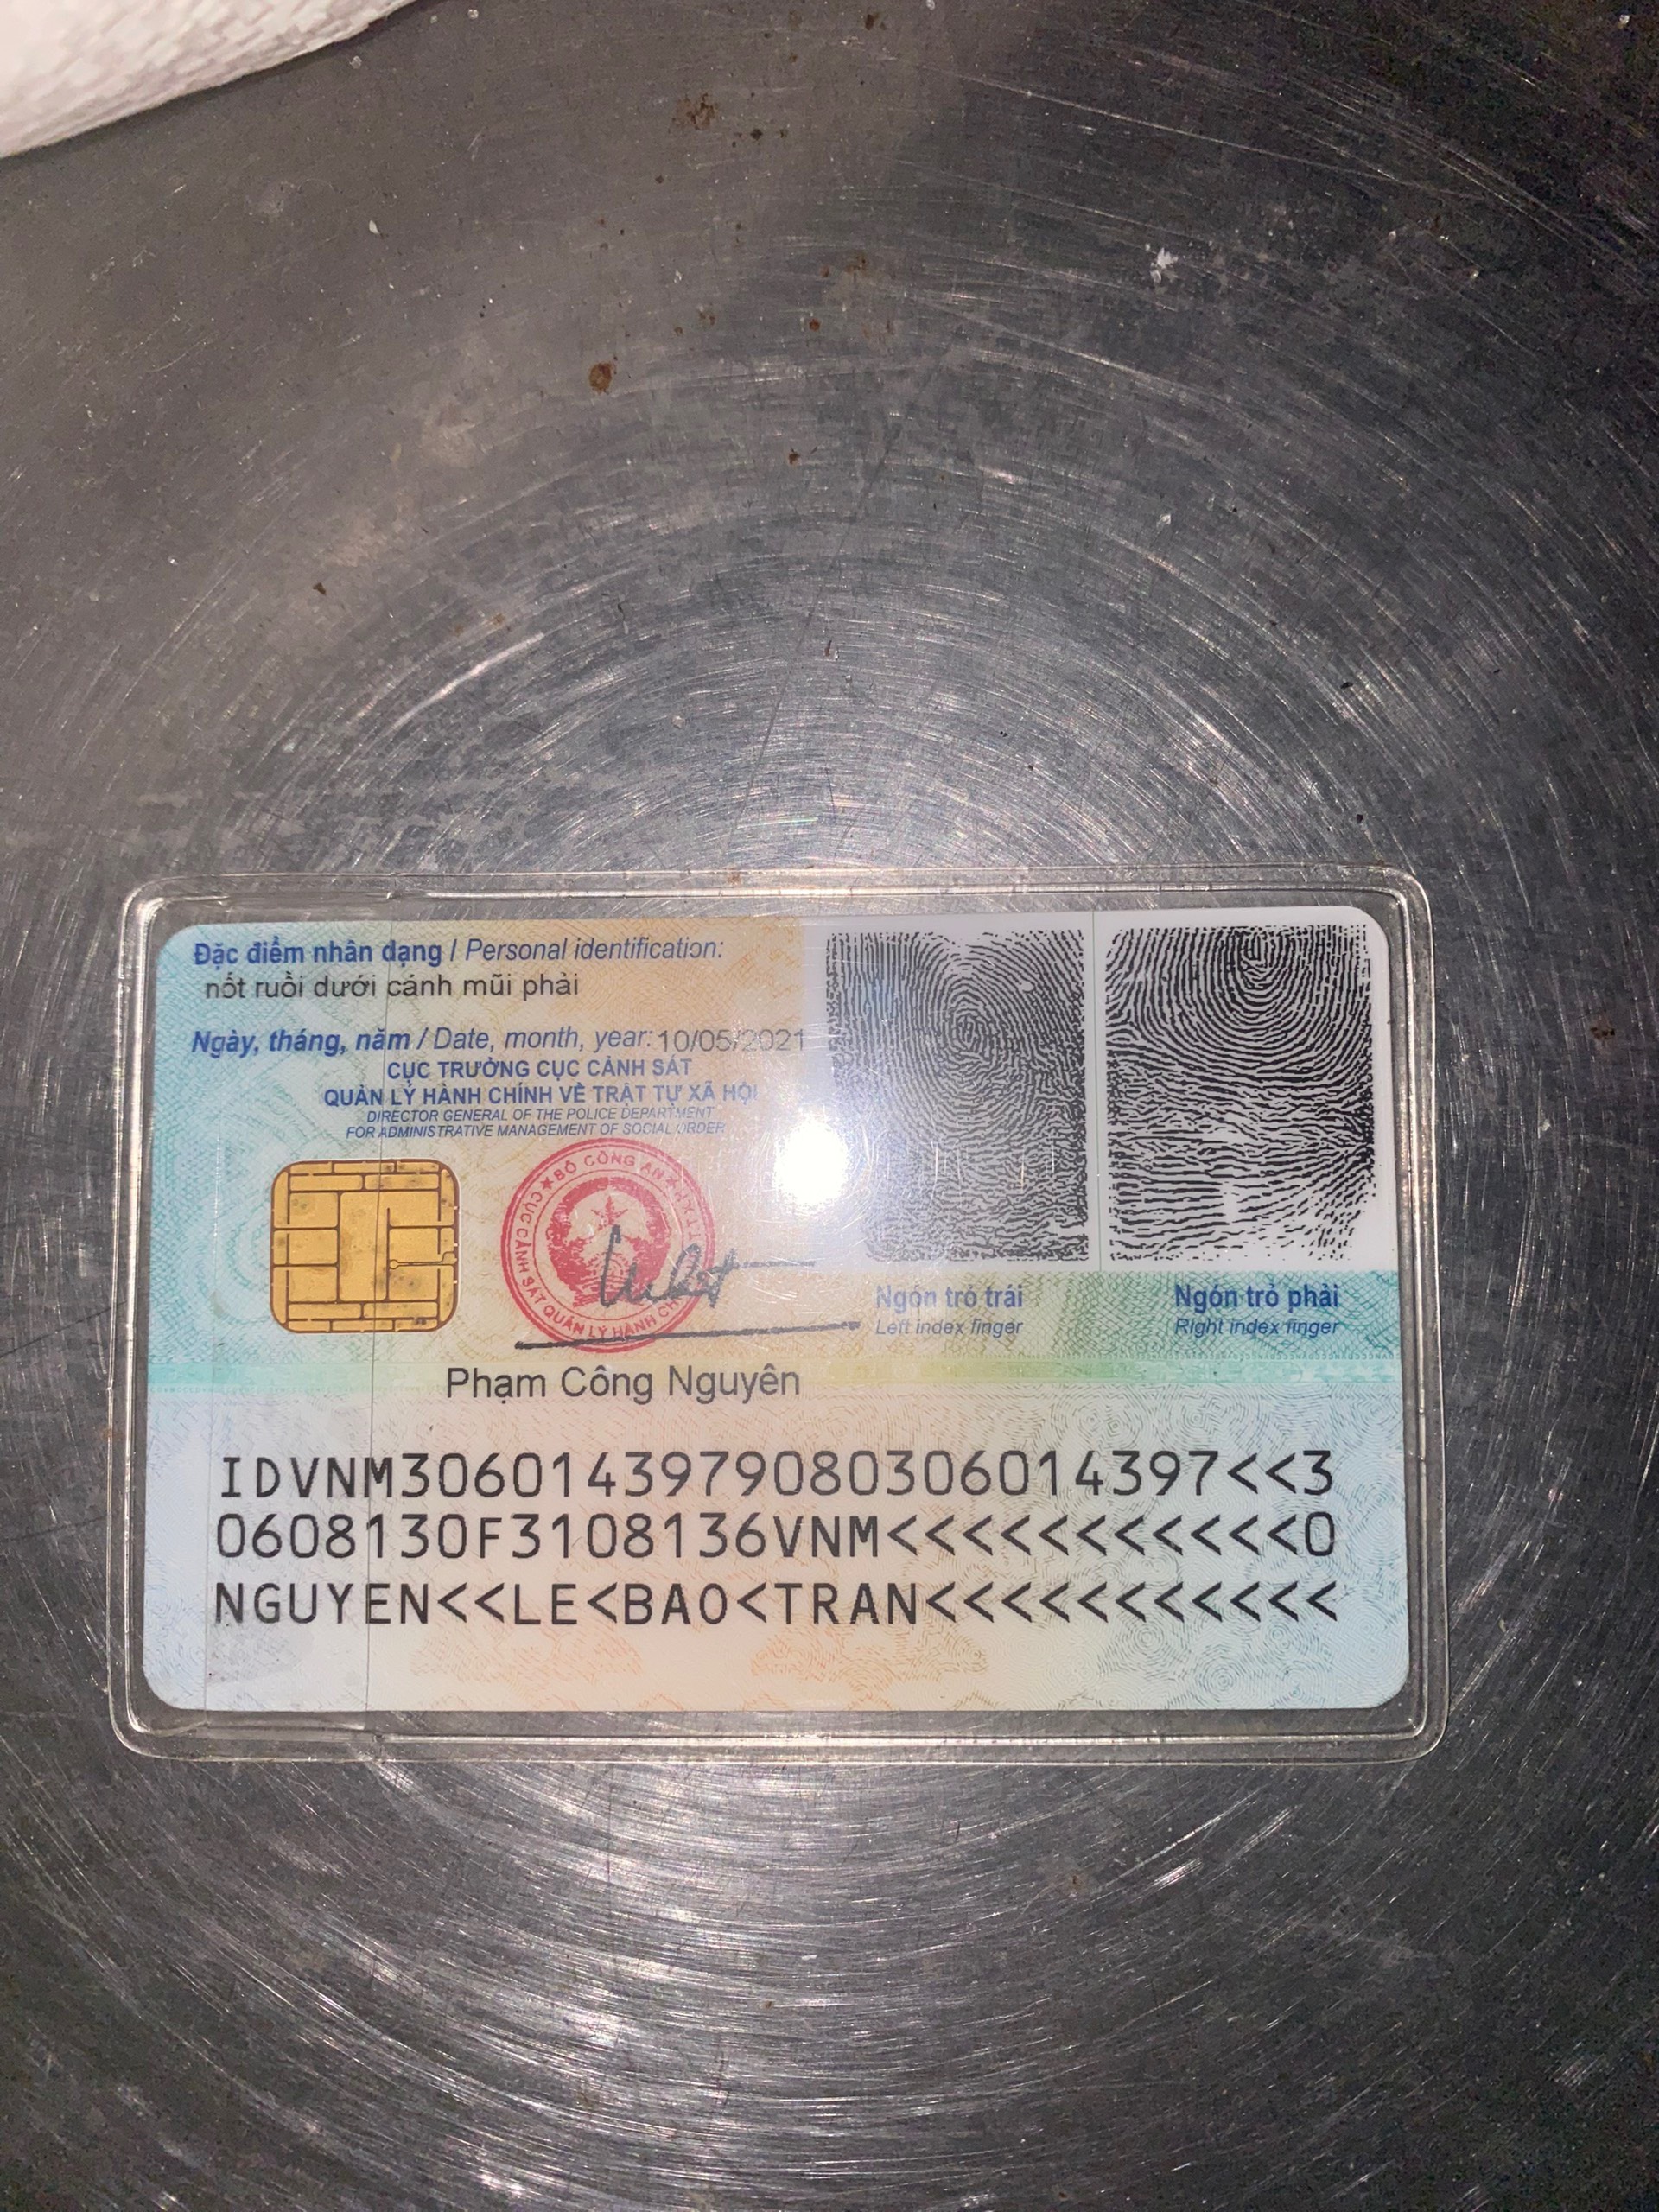 Đặc điểm nhân dạng / Personal identification:
nốt ruồi dưới cánh mũi phải
Ngày, tháng, năm / Date, month, year: 10/05/2021
CỤC TRƯỞNG CỤC CẢNH SÁT
QUẢN LÝ HÀNH CHÍNH VỀ TRẬT TỰ XÃ HỘI
DIRECTOR GENERAL OF THE POLICE DEPARTMENT
FOR ADMINISTRATIVE MANAGEMENT OF SOCIAL ORDER
BỘ CÔNG AN
CỤC CẢNH SÁT QUẢN LÝ HÀNH
Ngón trỏ trái
Left index finger
Ngón trỏ phải
Right index finger
Phạm Công Nguyên
IDVNM3060143979080306014397<<3
0608130F3108136VNM<<<<<<<<<<<0
NGUYEN<<LE<BAO<TRAN<<<<<<<<<<<